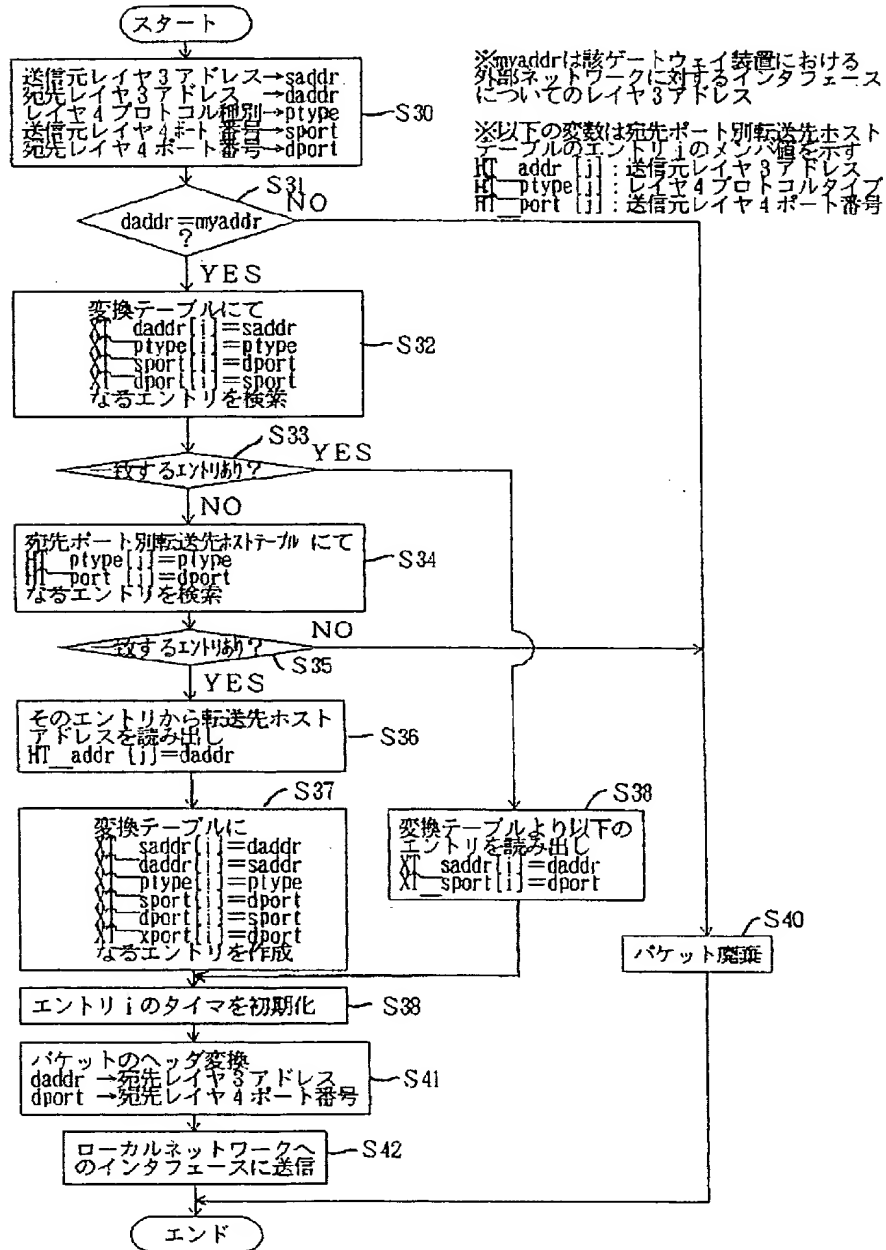 スタート
送信元レイヤ3アドレス→saddr
宛先レイヤ3アドレス →daddr
レイヤ4プロトコル種別→ptype
送信元レイヤ4ポート番号→sport
宛先レイヤ4ポート番号→dport
S30
※myaddrは該ゲートウェイ装置における
外部ネットワークに対するインタフェース
についてのレイヤ3アドレス
※以下の変数は宛先ポート別転送先ホスト
テーブルのエントリjのメンバ値を示す
HT__addr [j]:送信元レイヤ3アドレス
HT__ptype[j]:レイヤ4プロトコルタイプ
HT__port [j]:送信元レイヤ4ポート番号
S31
daddr=myaddr
?
NO
YES
変換テーブルにて
XT__daddr[i]=saddr
XT__ptype[i]=ptype
XT__sport[i]=dport
XT__dport[i]=sport
なるエントリを検索
S32
S33
一致するエントリあり?
YES
NO
宛先ポート別転送先ホストテーブル にて
HT__ptype[j]=ptype
HT__port [j]=dport
なるエントリを検索
S34
一致するエントリあり?
NO
S35
YES
そのエントリから転送先ホスト
アドレスを読み出し
HT__addr [j]=daddr
S36
S37
変換テーブルに
XT__saddr[i]=daddr
XT__daddr[i]=saddr
XT__ptype[i]=ptype
XT__sport[i]=dport
XT__dport[i]=sport
XT__xport[i]=dport
なるエントリを作成
S38
変換テーブルより以下の
エントリを読み出し
XT__saddr[i]=daddr
XT__sport[i]=dport
S40
パケット廃棄
エントリiのタイマを初期化
S38
パケットのヘッダ変換
daddr →宛先レイヤ3アドレス
dport →宛先レイヤ4ポート番号
S41
ローカルネットワークへ
のインタフェースに送信
S42
エンド